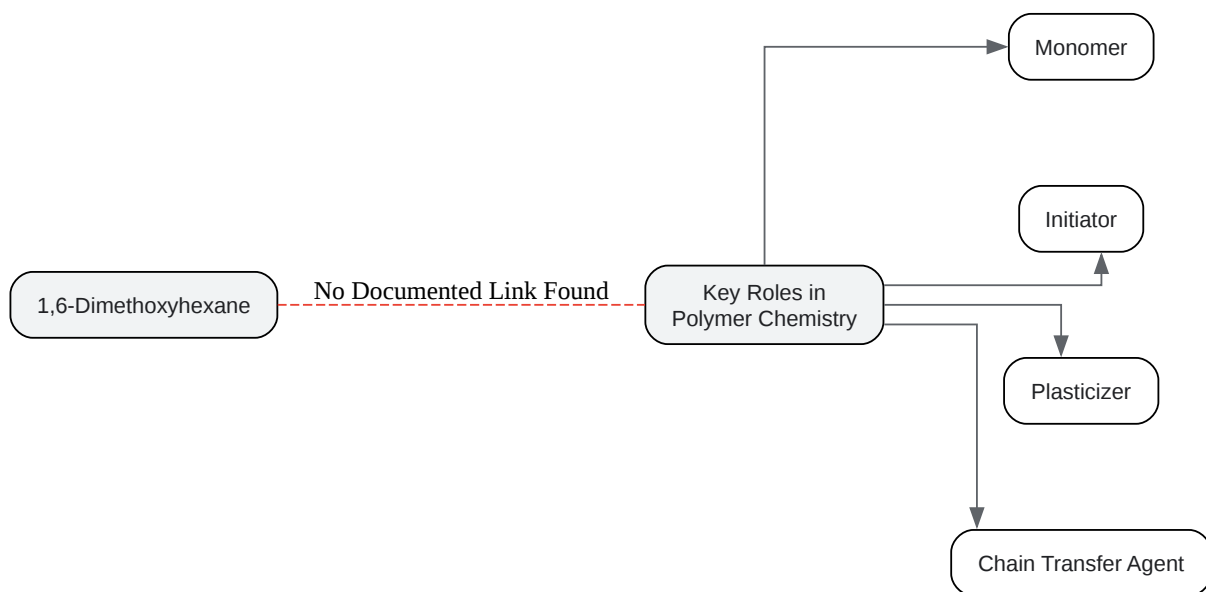 Monomer
Initiator
1,6-Dimethoxyhexane
No Documented Link Found
Key Roles in
Polymer Chemistry
Plasticizer
Chain Transfer Agent